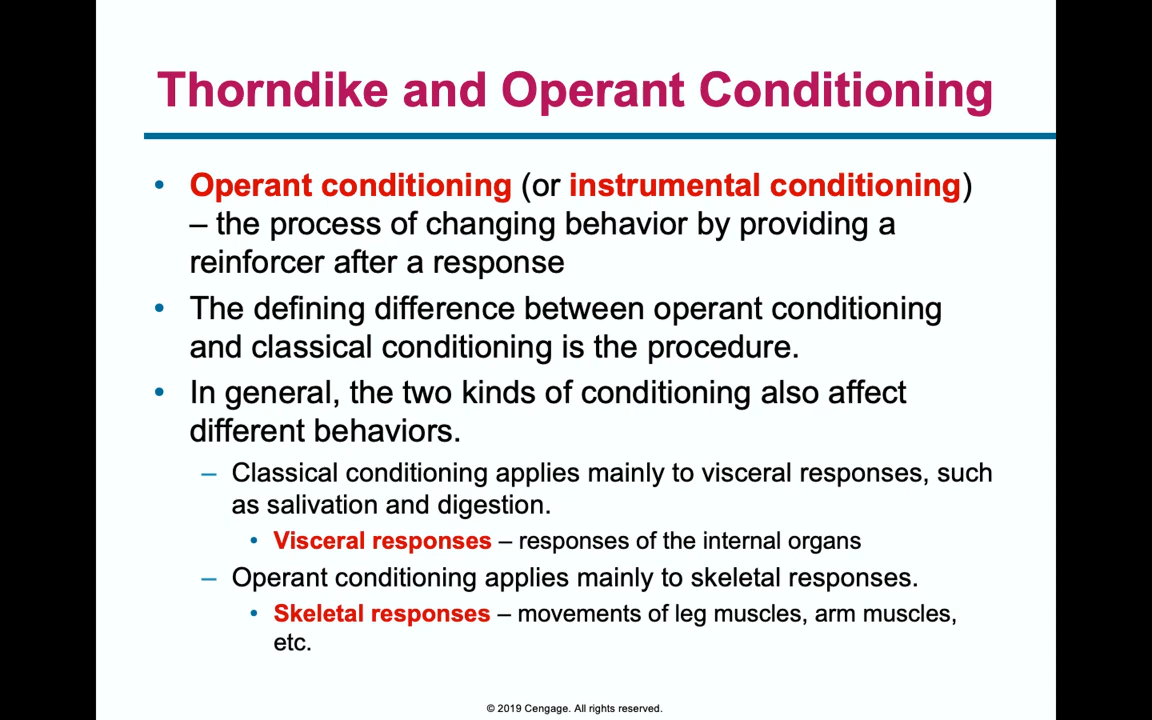 Thorndike and Operant Conditioning
• Operant conditioning (or instrumental conditioning)
– the process of changing behavior by providing a
reinforcer after a response
• The defining difference between operant conditioning
and classical conditioning is the procedure.
• In general, the two kinds of conditioning also affect
different behaviors.
– Classical conditioning applies mainly to visceral responses, such
as salivation and digestion.
• Visceral responses – responses of the internal organs
– Operant conditioning applies mainly to skeletal responses.
• Skeletal responses – movements of leg muscles, arm muscles,
etc.
© 2019 Cengage. All rights reserved.